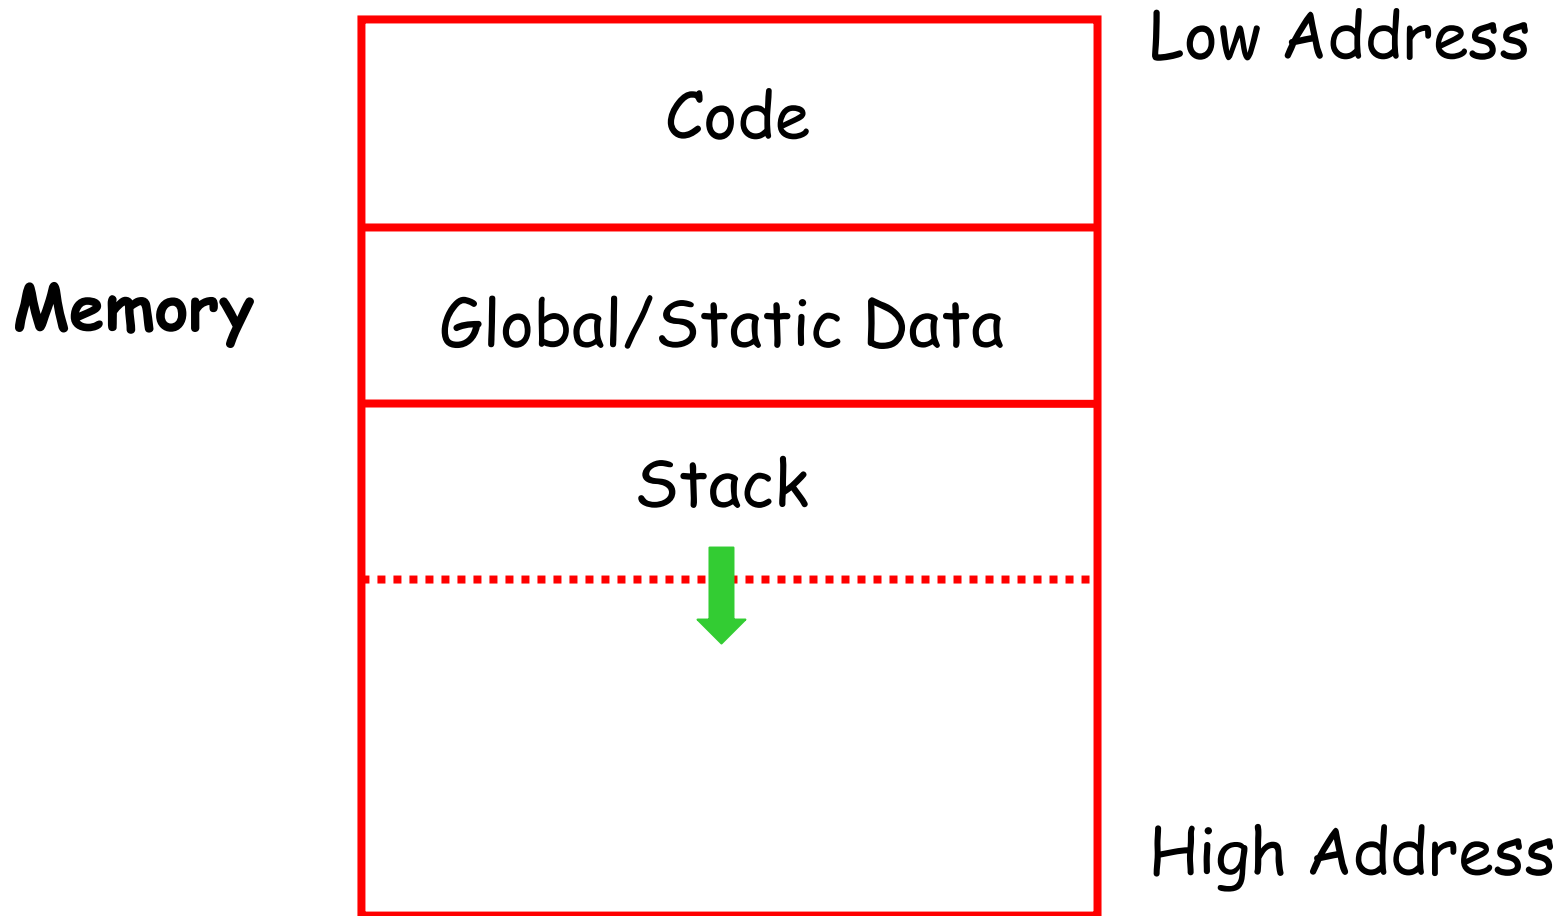 Low Address
Code
Memory
Global/Static Data
Stack
High Address